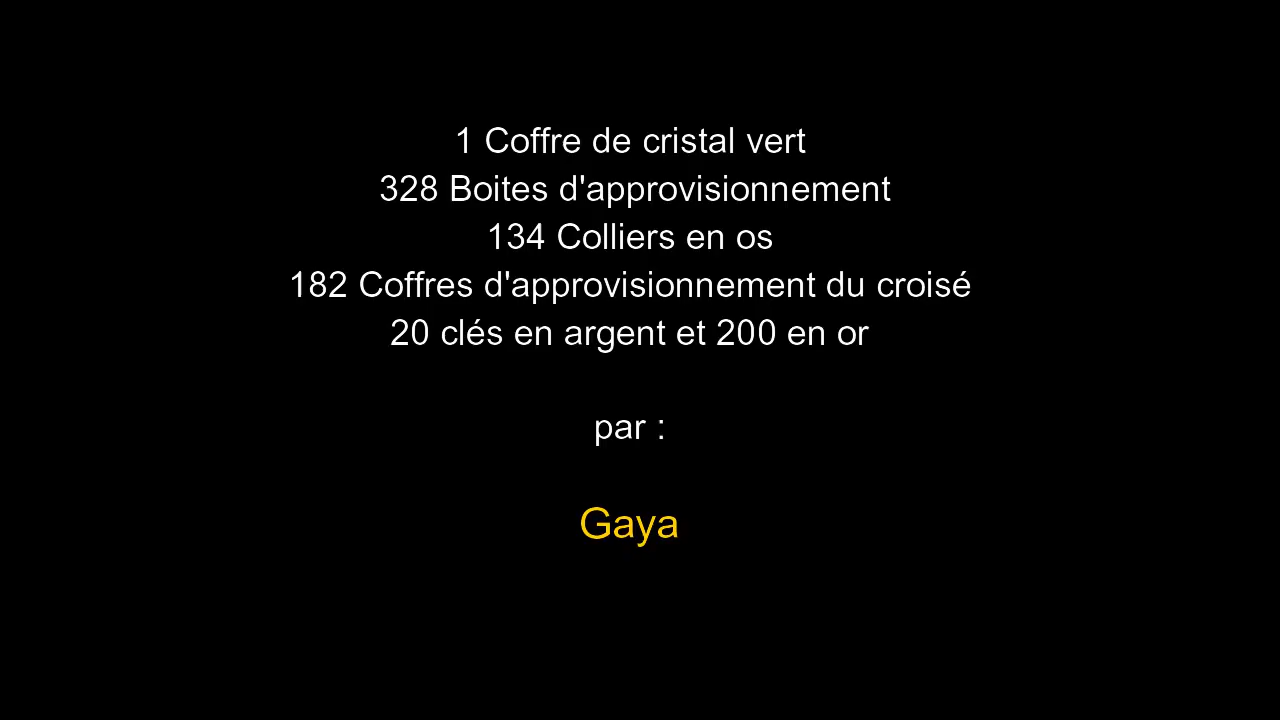 1 Coffre de cristal vert
328 Boites d'approvisionnement
134 Colliers en os
182 Coffres d'approvisionnement du croisé
20 clés en argent et 200 en or
par :
Gaya